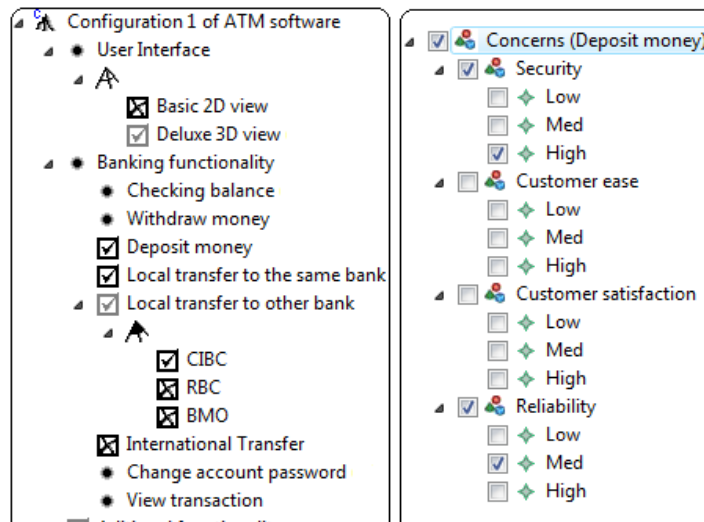 Configuration 1 of ATM software
User Interface
Basic 2D view
Deluxe 3D view
Banking functionality
Checking balance
Withdraw money
Deposit money
Local transfer to the same bank
Local transfer to other bank
CIBC
RBC
BMO
International Transfer
Change account password
View transaction
Concerns (Deposit money)
Security
Low
Med
High
Customer ease
Low
Med
High
Customer satisfaction
Low
Med
High
Reliability
Low
Med
High